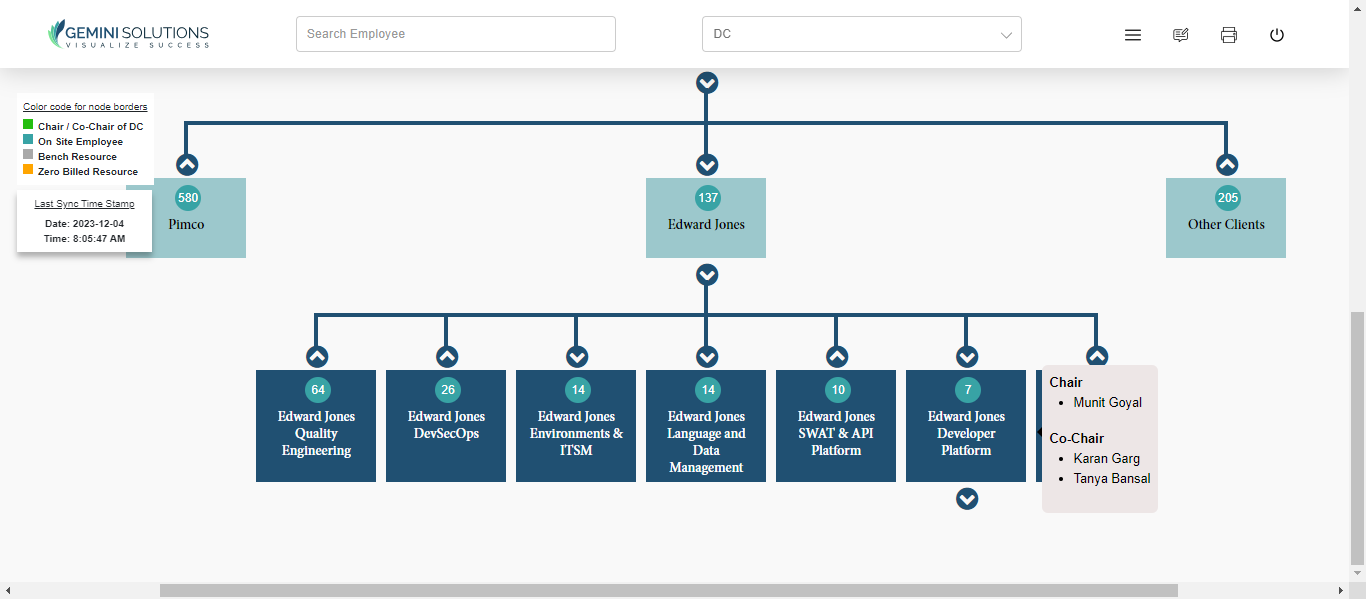 GEMINI SOLUTIONS
VISUALIZE SUCCESS
Search Employee
DC
Color code for node borders
Chair / Co-Chair of DC
On Site Employee
Bench Resource
Zero Billed Resource
Last Sync Time Stamp
Date: 2023-12-04
Time: 8:05:47 AM
580
Pimco
137
Edward Jones
205
Other Clients
64
Edward Jones
Quality
Engineering
26
Edward Jones
DevSecOps
14
Edward Jones
Environments &
ITSM
14
Edward Jones
Language and
Data
Management
10
Edward Jones
SWAT & API
Platform
7
Edward Jones
Developer
Platform
Chair
• Munit Goyal
Co-Chair
• Karan Garg
• Tanya Bansal